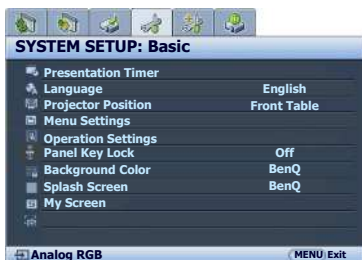 SYSTEM SETUP: Basic
Presentation Timer
Language English
Projector Position Front Table
Menu Settings
Operation Settings
Panel Key Lock Off
Background Color BenQ
Splash Screen BenQ
My Screen
Analog RGB MENU Exit